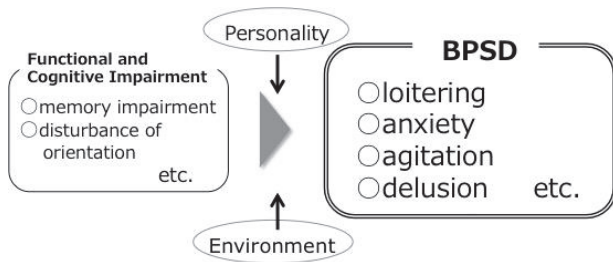 Personality
Functional and
Cognitive Impairment
○memory impairment
○disturbance of
orientation
etc.
BPSD
○loitering
○anxiety
○agitation
○delusion etc.
Environment